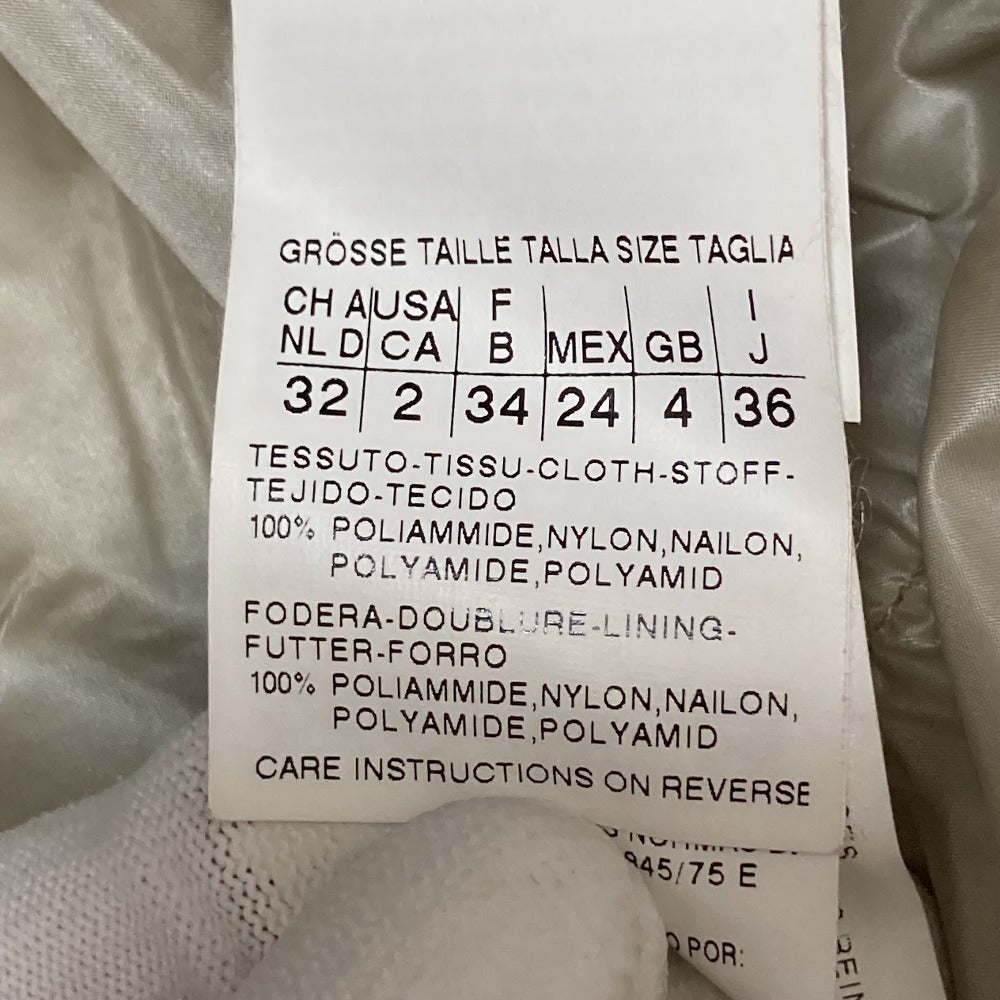 GRÖSSE TAILLE TALLA SIZE TAGLIA
CH A USA F I
NL D CA B MEX GB J
32 2 34 24 4 36
TESSUTO-TISSU-CLOTH-STOFF-
TEJIDO-TECIDO
100% POLIAMMIDE,NYLON,NAILON,
POLYAMIDE,POLYAMID
FODERA-DOUBLURE-LINING-
FUTTER-FORRO
100% POLIAMMIDE,NYLON,NAILON,
POLYAMIDE,POLYAMID
CARE INSTRUCTIONS ON REVERSE
845/75 E
POR: